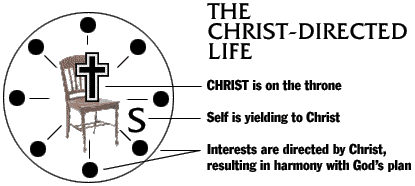 THE
CHRIST-DIRECTED
LIFE
CHRIST is on the throne
S
Self is yielding to Christ
Interests are directed by Christ,
resulting in harmony with God's plan